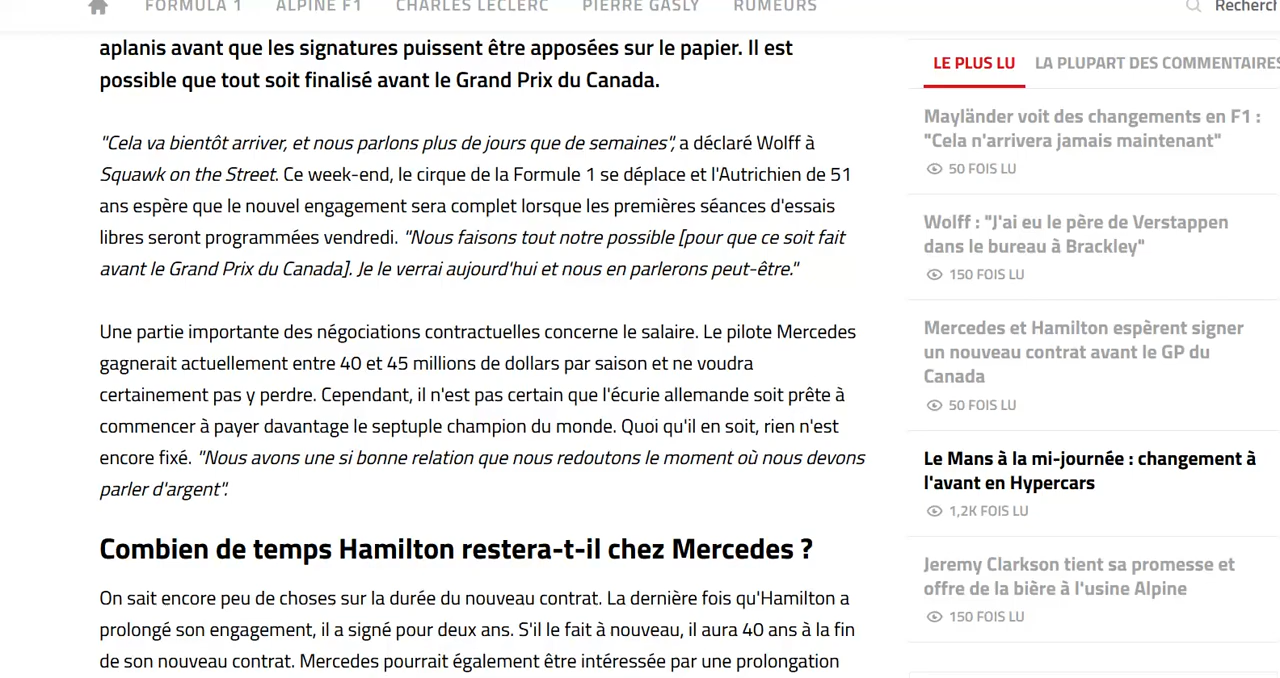 FORMULA 1 ALPINE F1 CHARLES LECLERC PIERRE GASLY RUMEURS
aplanis avant que les signatures puissent être apposées sur le papier. Il est
possible que tout soit finalisé avant le Grand Prix du Canada.
"Cela va bientôt arriver, et nous parlons plus de jours que de semaines", a déclaré Wolff à
Squawk on the Street. Ce week-end, le cirque de la Formule 1 se déplace et l'Autrichien de 51
ans espère que le nouvel engagement sera complet lorsque les premières séances d'essais
libres seront programmées vendredi. "Nous faisons tout notre possible [pour que ce soit fait
avant le Grand Prix du Canada]. Je le verrai aujourd'hui et nous en parlerons peut-être."
Une partie importante des négociations contractuelles concerne le salaire. Le pilote Mercedes
gagnerait actuellement entre 40 et 45 millions de dollars par saison et ne voudra
certainement pas y perdre. Cependant, il n'est pas certain que l'écurie allemande soit prête à
commencer à payer davantage le septuple champion du monde. Quoi qu'il en soit, rien n'est
encore fixé. "Nous avons une si bonne relation que nous redoutons le moment où nous devons
parler d'argent".
Combien de temps Hamilton restera-t-il chez Mercedes ?
On sait encore peu de choses sur la durée du nouveau contrat. La dernière fois qu'Hamilton a
prolongé son engagement, il a signé pour deux ans. S'il le fait à nouveau, il aura 40 ans à la fin
de son nouveau contrat. Mercedes pourrait également être intéressée par une prolongation
LE PLUS LU LA PLUPART DES COMMENTAIRES
Mayländer voit des changements en F1 :
"Cela n'arrivera jamais maintenant"
50 FOIS LU
Wolff : "J'ai eu le père de Verstappen
dans le bureau à Brackley"
150 FOIS LU
Mercedes et Hamilton espèrent signer
un nouveau contrat avant le GP du
Canada
50 FOIS LU
Le Mans à la mi-journée : changement à
l'avant en Hypercars
1,2K FOIS LU
Jeremy Clarkson tient sa promesse et
offre de la bière à l'usine Alpine
150 FOIS LU